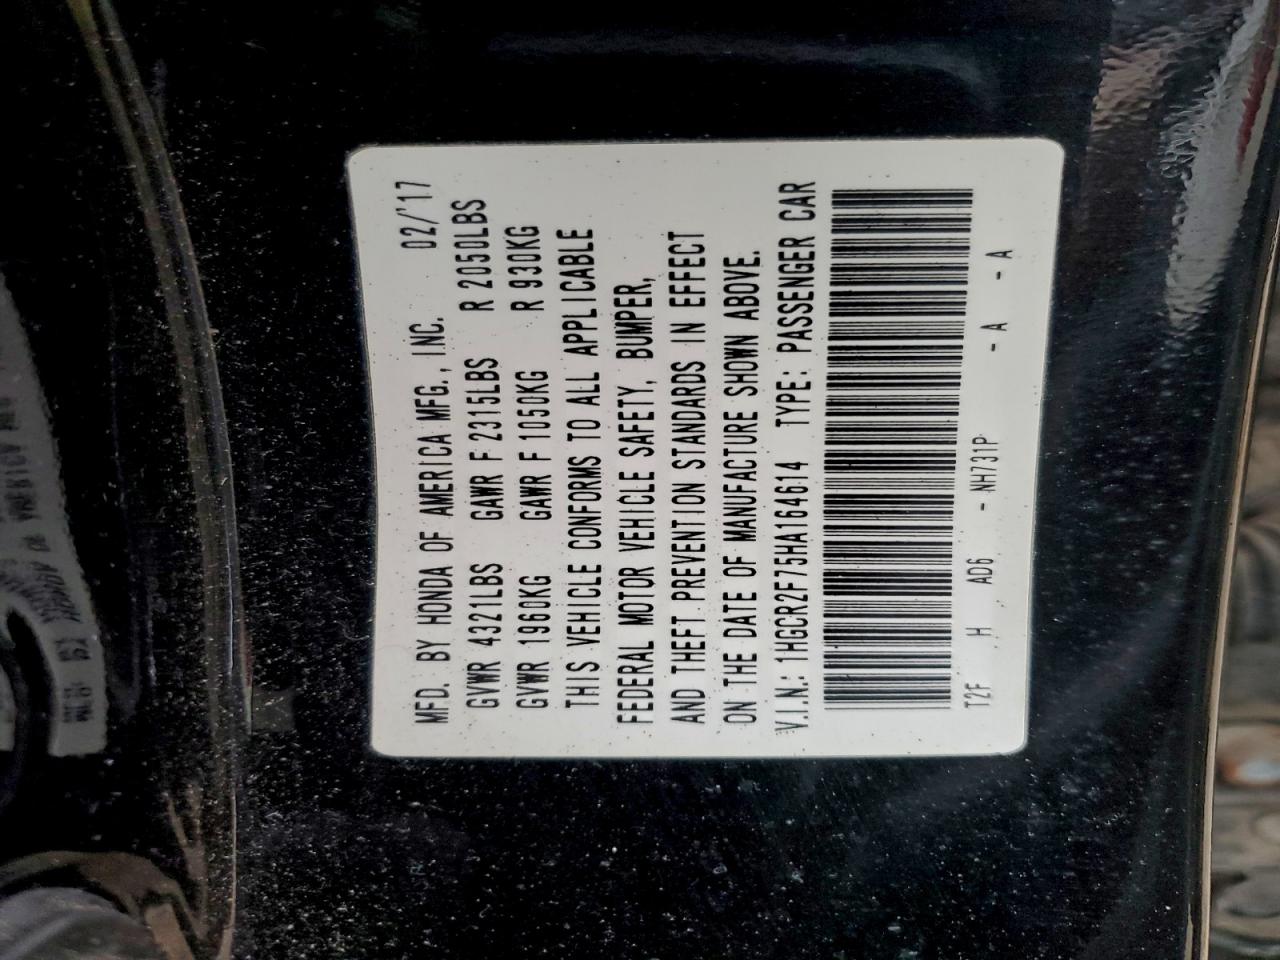 MFD. BY HONDA OF AMERICA MFG., INC. 02/'17
GVWR 4321LBS GAWR F 2315LBS R 2050LBS
GVWR 1960KG GAWR F 1050KG R 930KG
THIS VEHICLE CONFORMS TO ALL APPLICABLE
FEDERAL MOTOR VEHICLE SAFETY, BUMPER,
AND THEFT PREVENTION STANDARDS IN EFFECT
ON THE DATE OF MANUFACTURE SHOWN ABOVE.
V.I.N.: 1HGCR2F75HA164614 TYPE: PASSENGER CAR
T2F H AD6 - NH731P - A - A